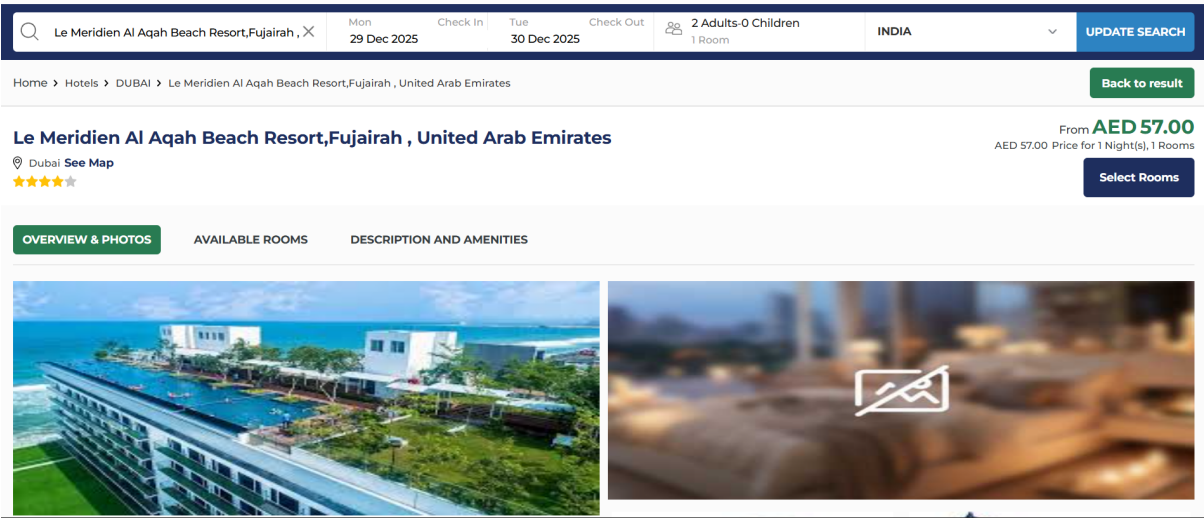 Le Meridien Al Aqah Beach Resort,Fujairah ,
Mon Check In
29 Dec 2025
Tue Check Out
30 Dec 2025
2 Adults-0 Children
1 Room
INDIA
UPDATE SEARCH
Home > Hotels > DUBAI > Le Meridien Al Aqah Beach Resort,Fujairah , United Arab Emirates
Back to result
Le Meridien Al Aqah Beach Resort,Fujairah , United Arab Emirates
Dubai See Map
From AED 57.00
AED 57.00 Price for 1 Night(s), 1 Rooms
Select Rooms
OVERVIEW & PHOTOS
AVAILABLE ROOMS
DESCRIPTION AND AMENITIES